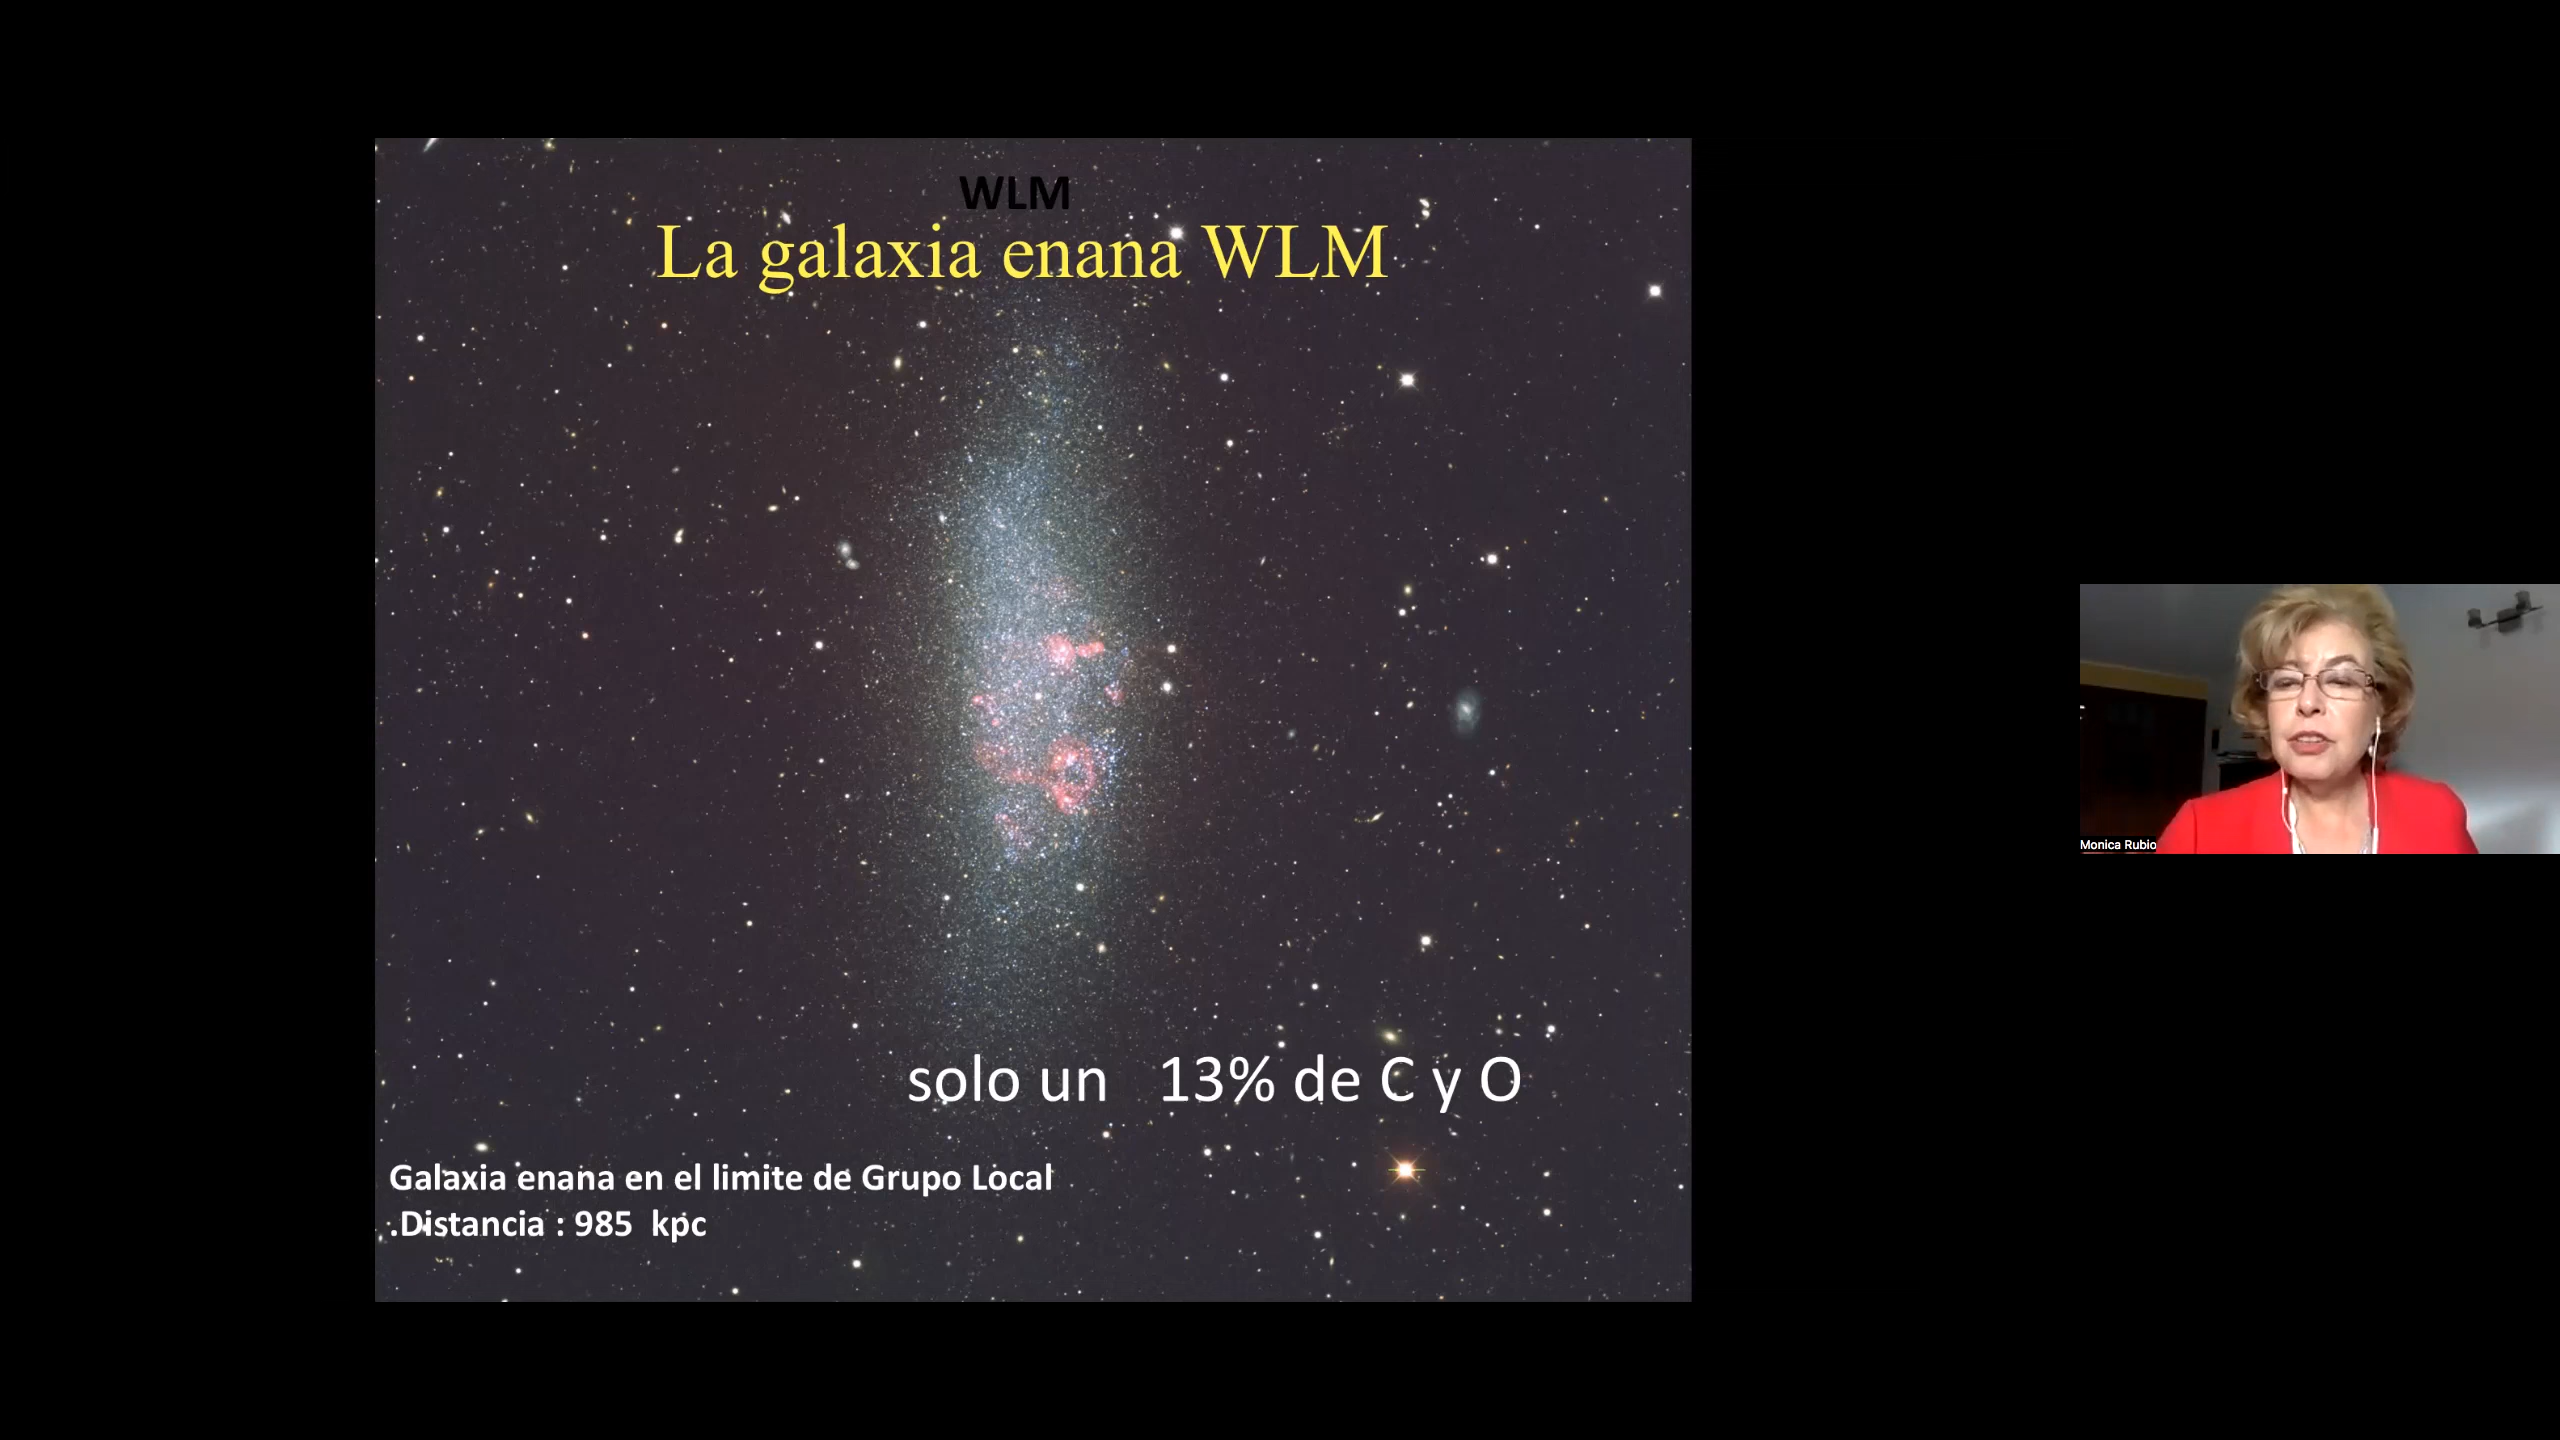 WLM
La galaxia enana WLM
solo un 13% de C y O
Galaxia enana en el limite de Grupo Local
.Distancia : 985 kpc
Monica Rubio